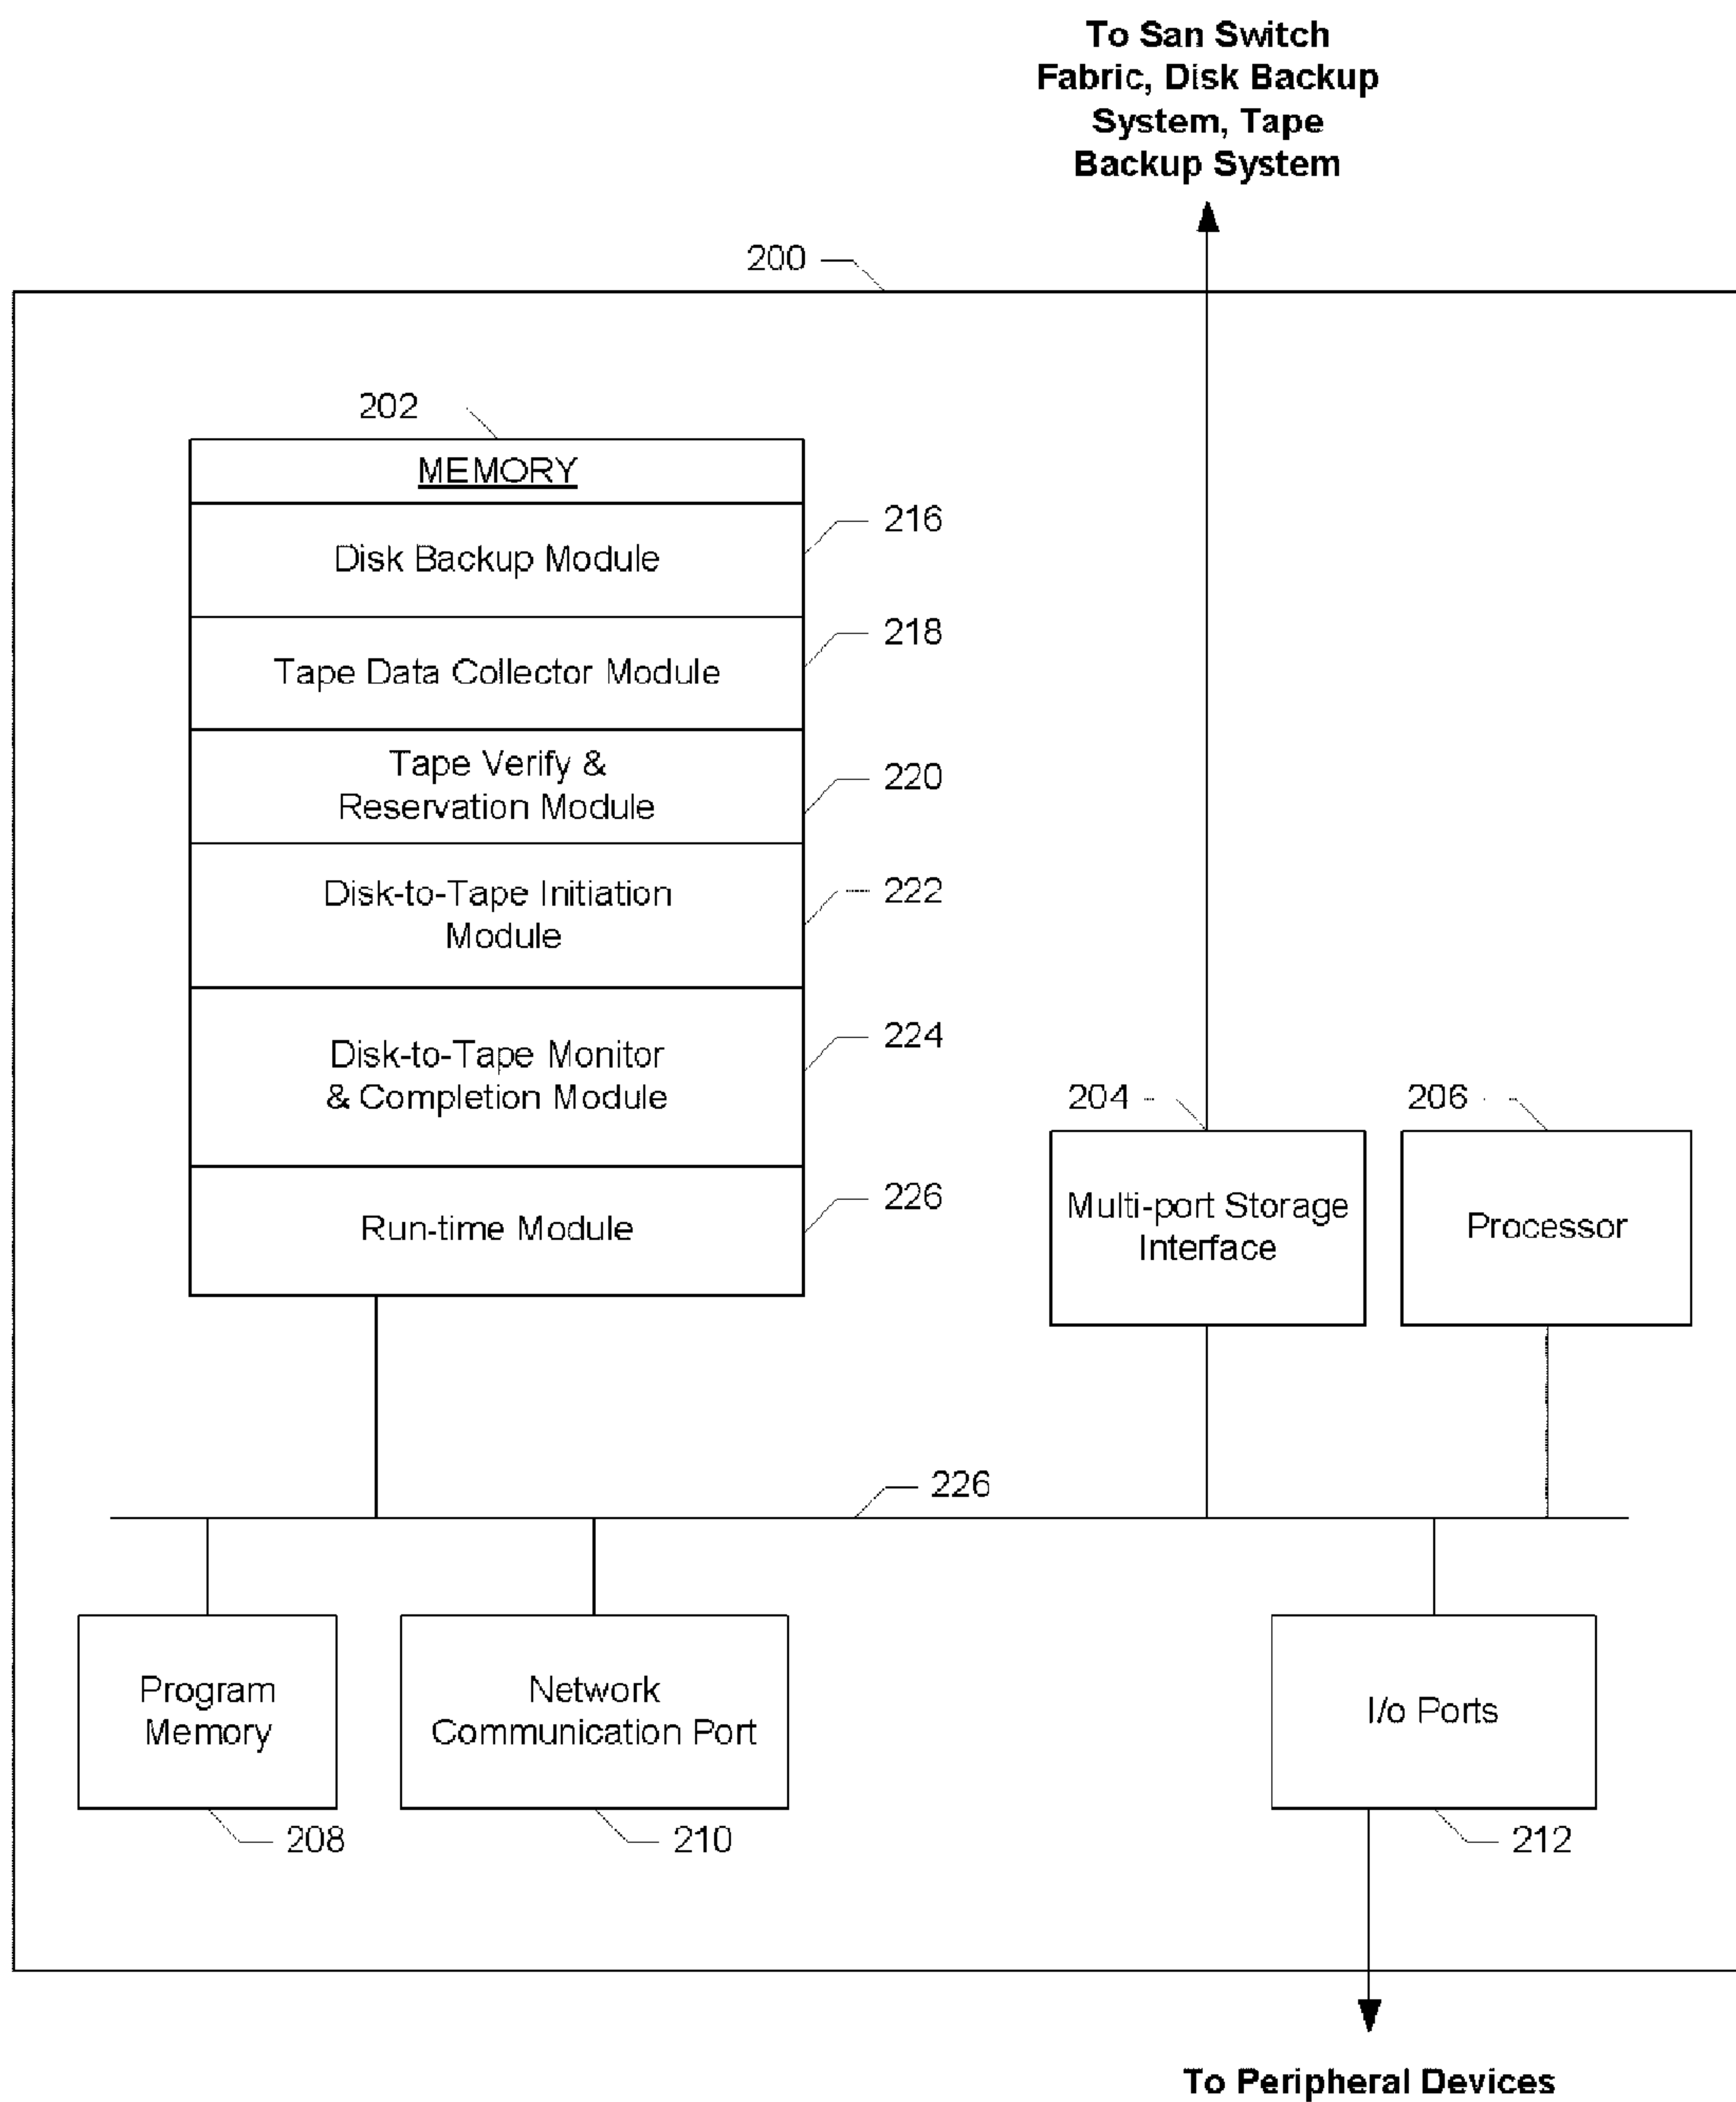 To San Switch
Fabric, Disk Backup
System, Tape
Backup System
200
202
MEMORY
216
Disk Backup Module
218
Tape Data Collector Module
Tape Verify &
Reservation Module
220
Disk-to-Tape Initiation
Module
222
224
Disk-to-Tape Monitor
& Completion Module
204
206
226
Run-time Module
Multi-port Storage
Interface
Processor
226
Program
Memory
Network
Communication Port
I/o Ports
208
210
212
To Peripheral Devices